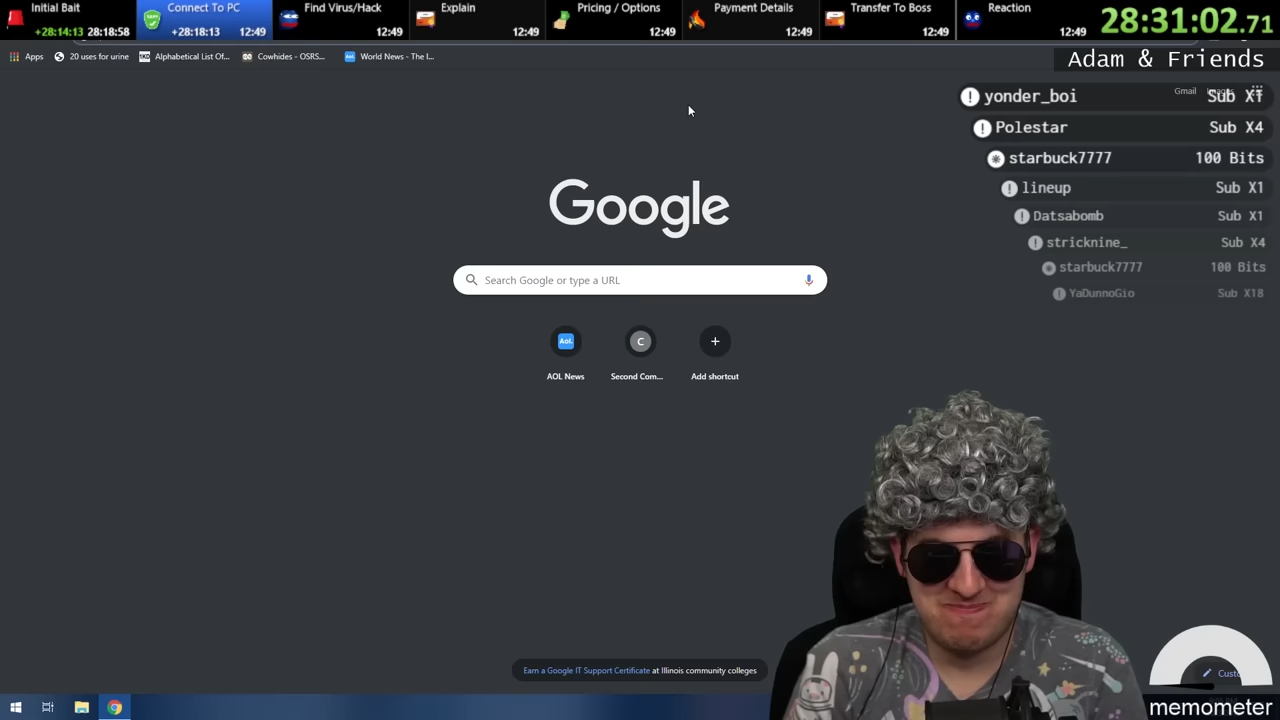 Initial Bait
+28:14:13 28:18:58
Connect To PC
+28:18:13 12:49
Find Virus/Hack
12:49
Explain
12:49
Pricing / Options
12:49
Payment Details
12:49
Transfer To Boss
12:49
Reaction
12:49
28:31:02.71
Apps
20 uses for urine
Alphabetical List Of...
Cowhides - OSRS...
World News - The I...
Adam & Friends
Gmail
yonder_boi Sub X1
Polestar Sub X4
starbuck7777 100 Bits
lineup Sub X1
Datsabomb Sub X1
stricknine_ Sub X4
starbuck7777 100 Bits
YaDunnoGio Sub X18
Google
Search Google or type a URL
Aol.
C
AOL News
Second Com...
Add shortcut
Earn a Google IT Support Certificate at Illinois community colleges
Custo
memometer